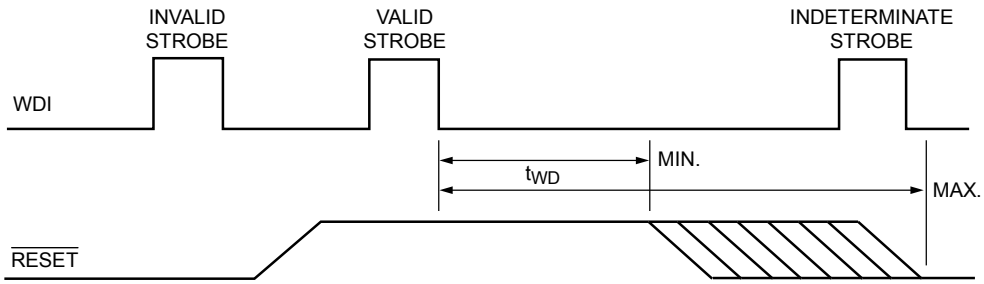 INVALID
STROBE
VALID
STROBE
INDETERMINATE
STROBE
WDI
MIN.
tWD
MAX.
RESET